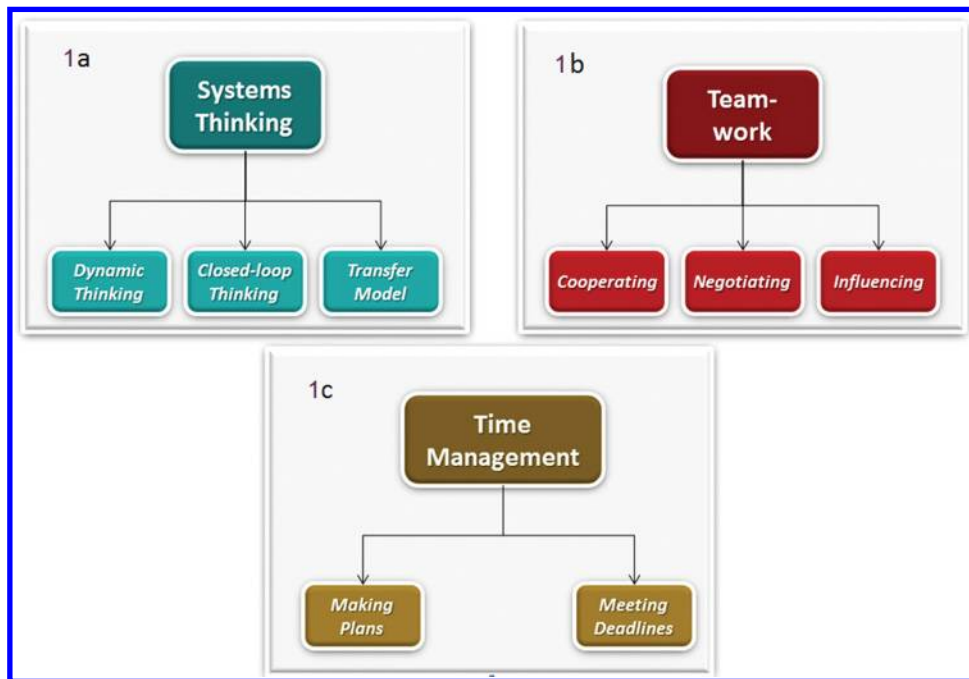 1a
Systems
Thinking
Dynamic
Thinking
Closed-loop
Thinking
Transfer
Model
1b
Team-
work
Cooperating
Negotiating
Influencing
1c
Time
Management
Making
Plans
Meeting
Deadlines